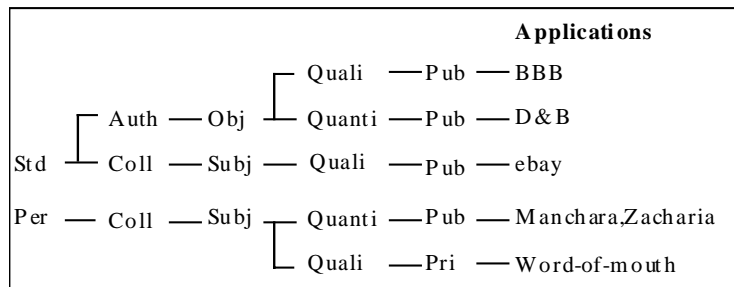 Applications
Quali Pub BBB
Auth Obj Quanti Pub D&B
Std Coll Subj Quali Pub ebay
Per Coll Subj Quanti Pub Manchara,Zacharia
Quali Pri Word-of-mouth